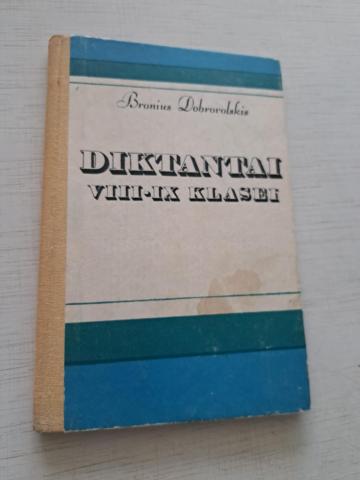 Bronius Dobrovolskis
DIKTANTAI
VIII-IX KLASEI